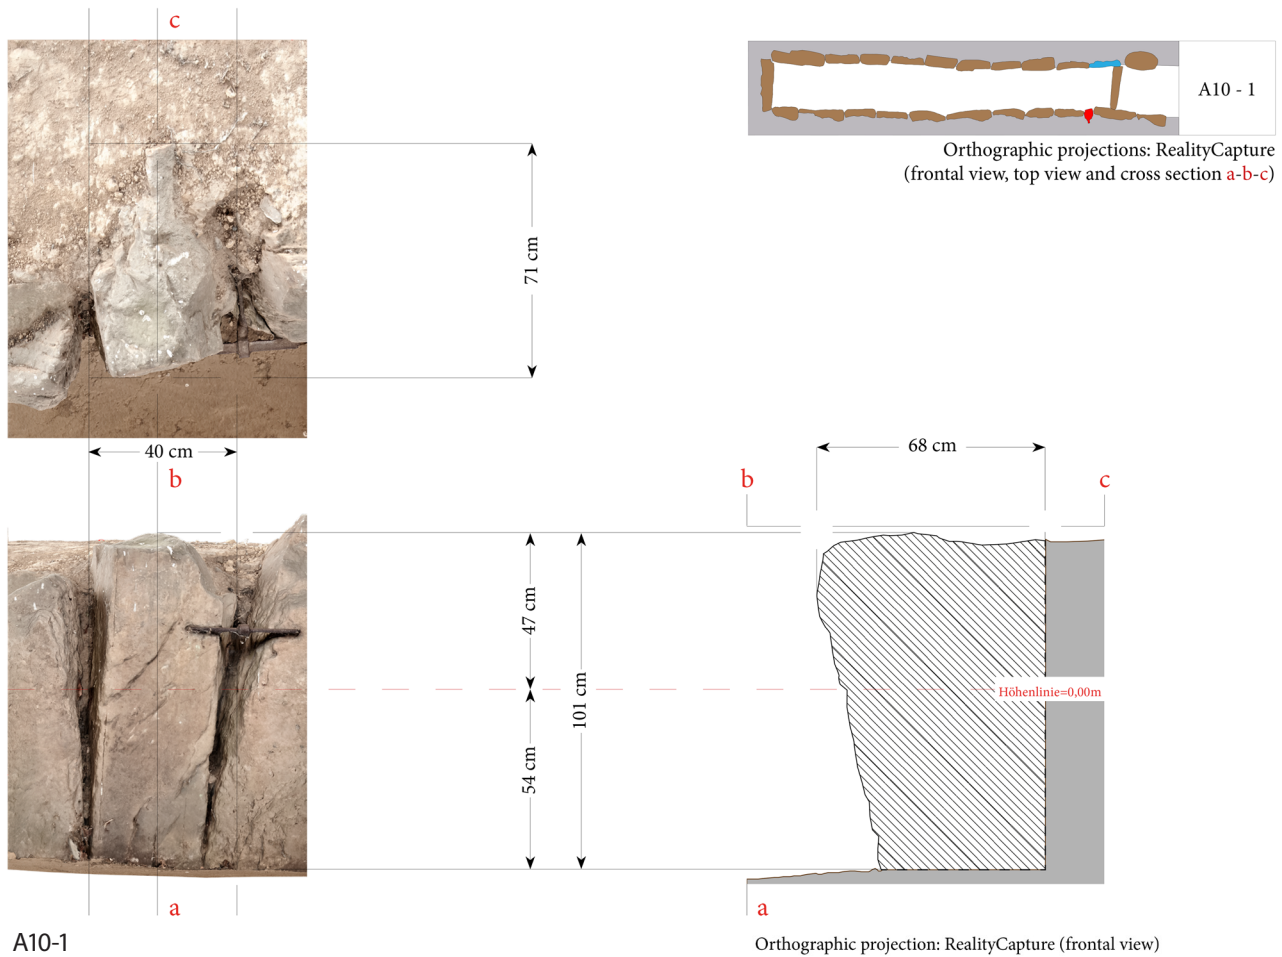 c
A10 - 1
Orthographic projections: RealityCapture
(frontal view, top view and cross section a-b-c)
71 cm
40 cm
b
68 cm
b
c
47 cm
101 cm
54 cm
Höhenlinie=0,00m
a
a
A10-1
Orthographic projection: RealityCapture (frontal view)